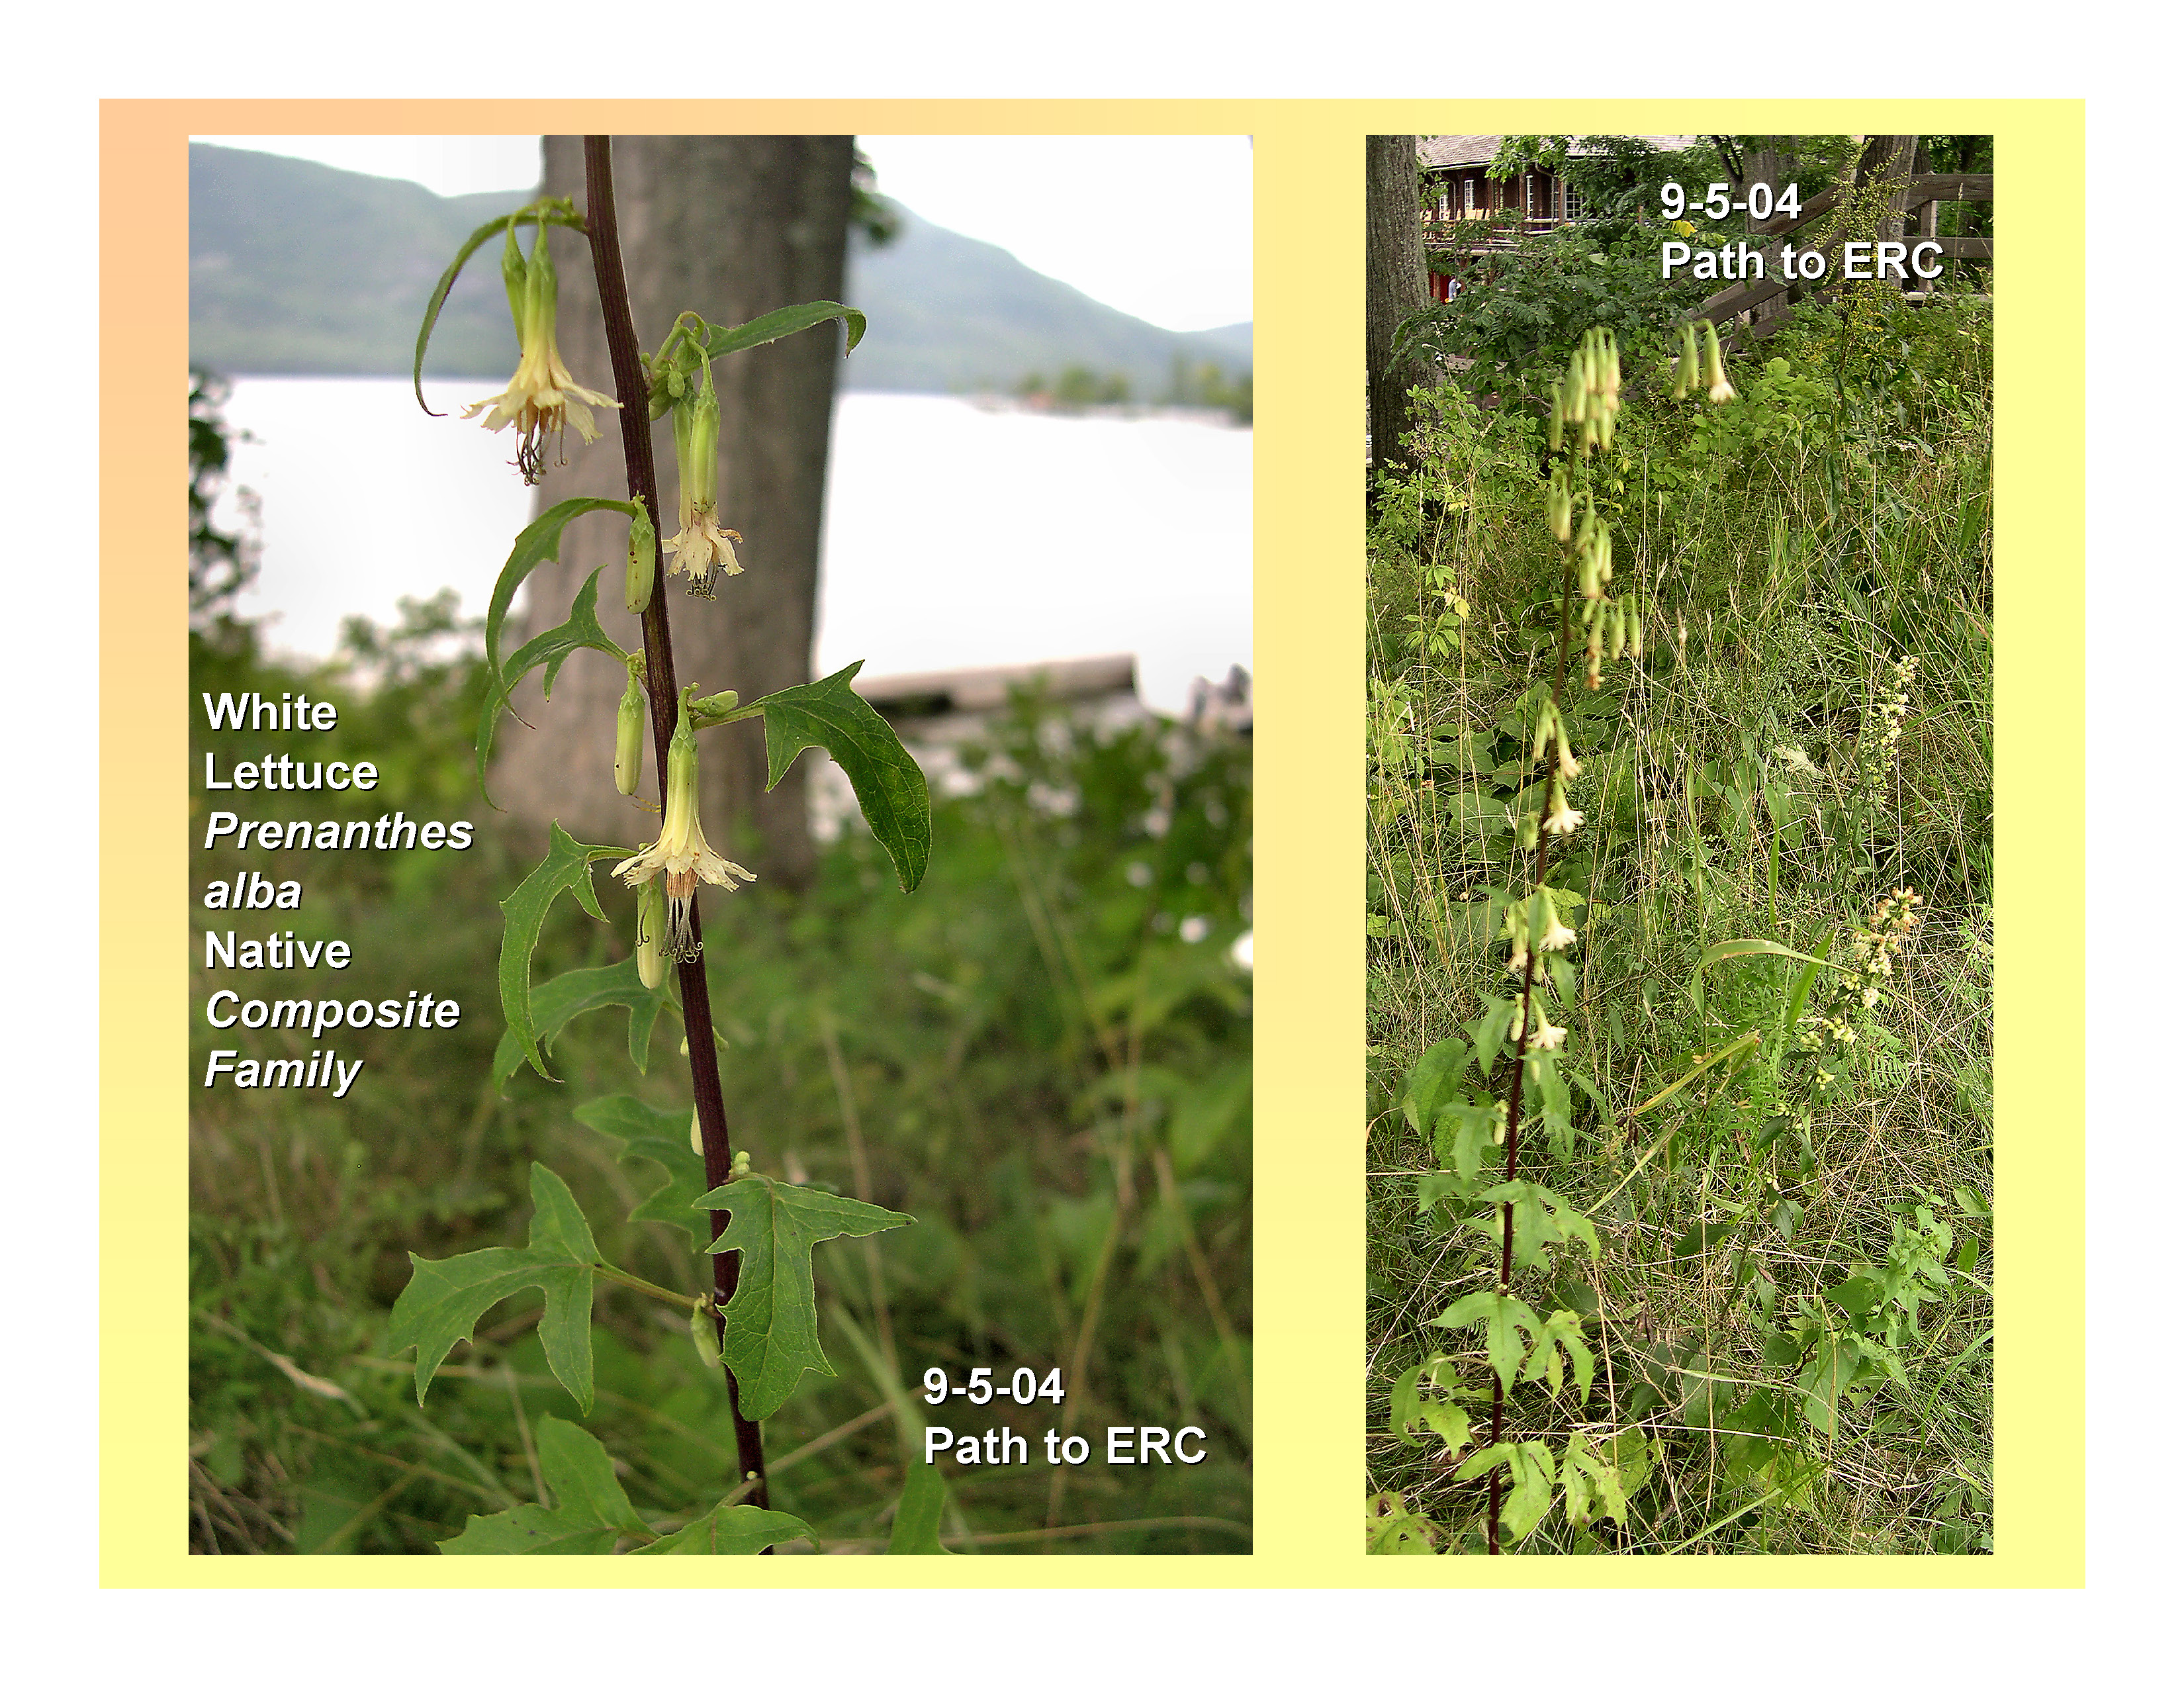 White
Lettuce
Prenanthes
alba
Native
Composite
Family
9-5-04
Path to ERC
9-5-04
Path to ERC